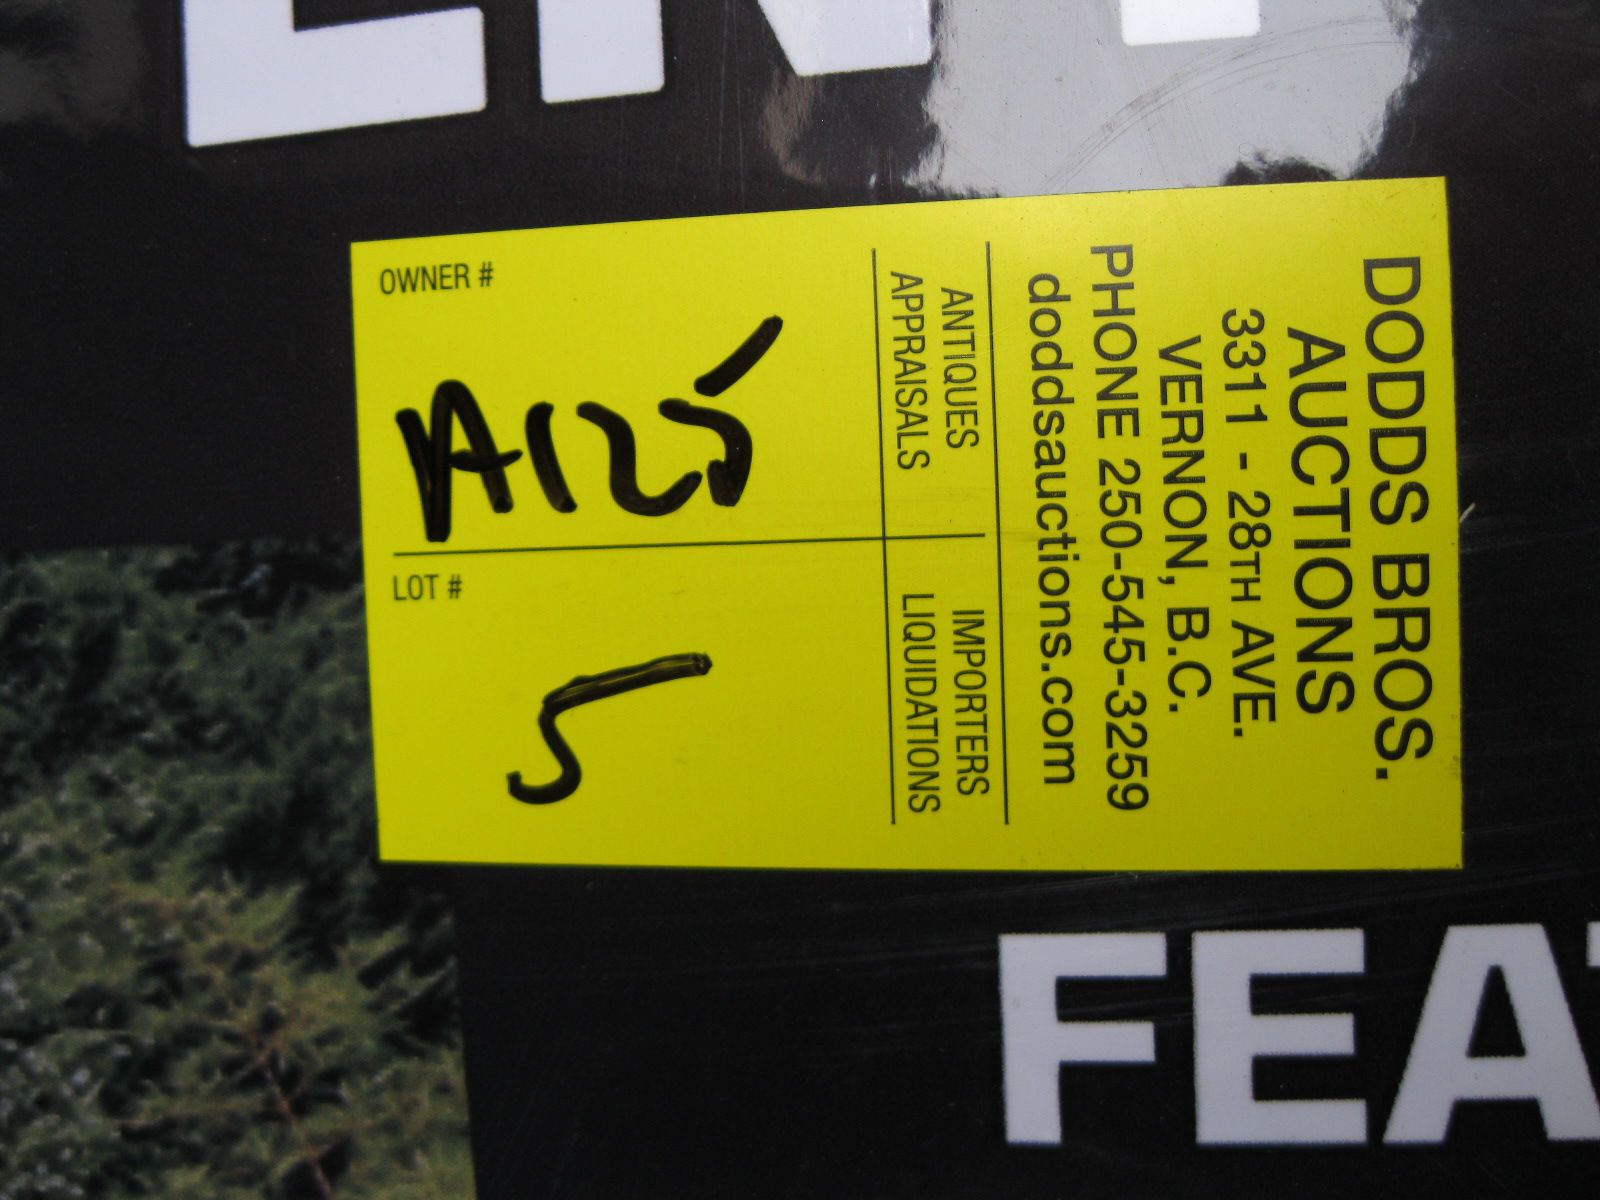 DODDS BROS.
AUCTIONS
3311 - 28TH AVE.
VERNON, B.C.
PHONE 250-545-3259
doddsauctions.com
ANTIQUES IMPORTERS
APPRAISALS LIQUIDATIONS
OWNER #
A125
LOT #
5
FEA